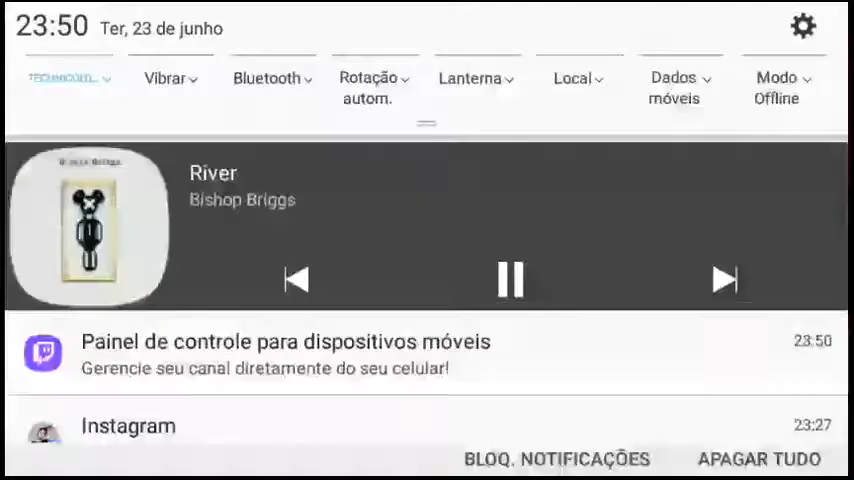 23:50 Ter, 23 de junho
Vibrar Bluetooth Rotação autom. Lanterna Local Dados móveis Modo Offline
River
Bishop Briggs
Painel de controle para dispositivos móveis 23:50
Gerencie seu canal diretamente do seu celular!
Instagram 23:27
BLOQ. NOTIFICAÇÕES APAGAR TUDO